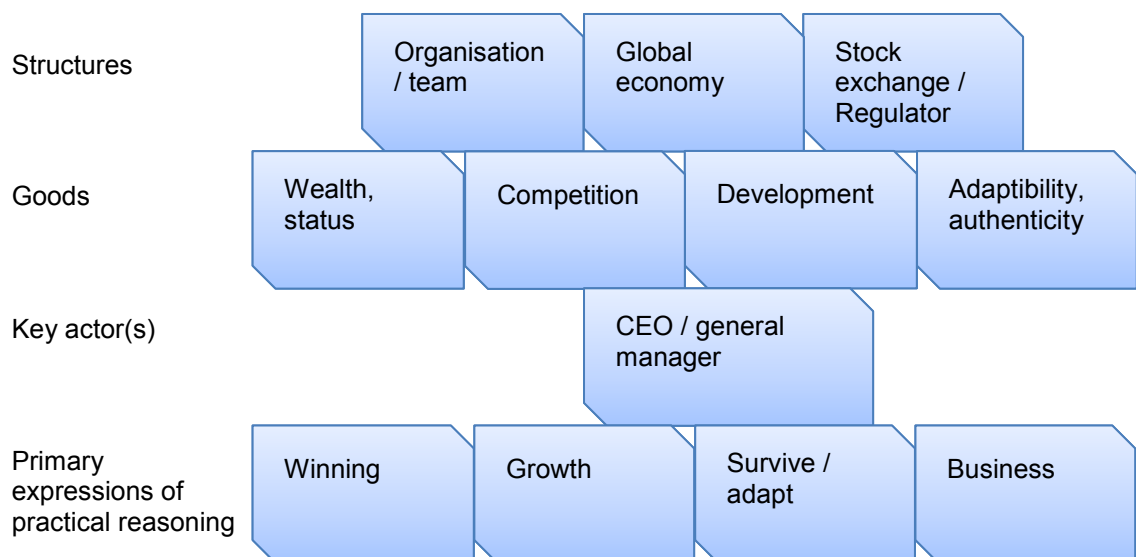 Structures
Organisation
/ team
Global
economy
Stock
exchange /
Regulator
Goods
Wealth,
status
Competition
Development
Adaptibility,
authenticity
Key actor(s)
CEO / general
manager
Primary
expressions of
practical reasoning
Winning
Growth
Survive /
adapt
Business